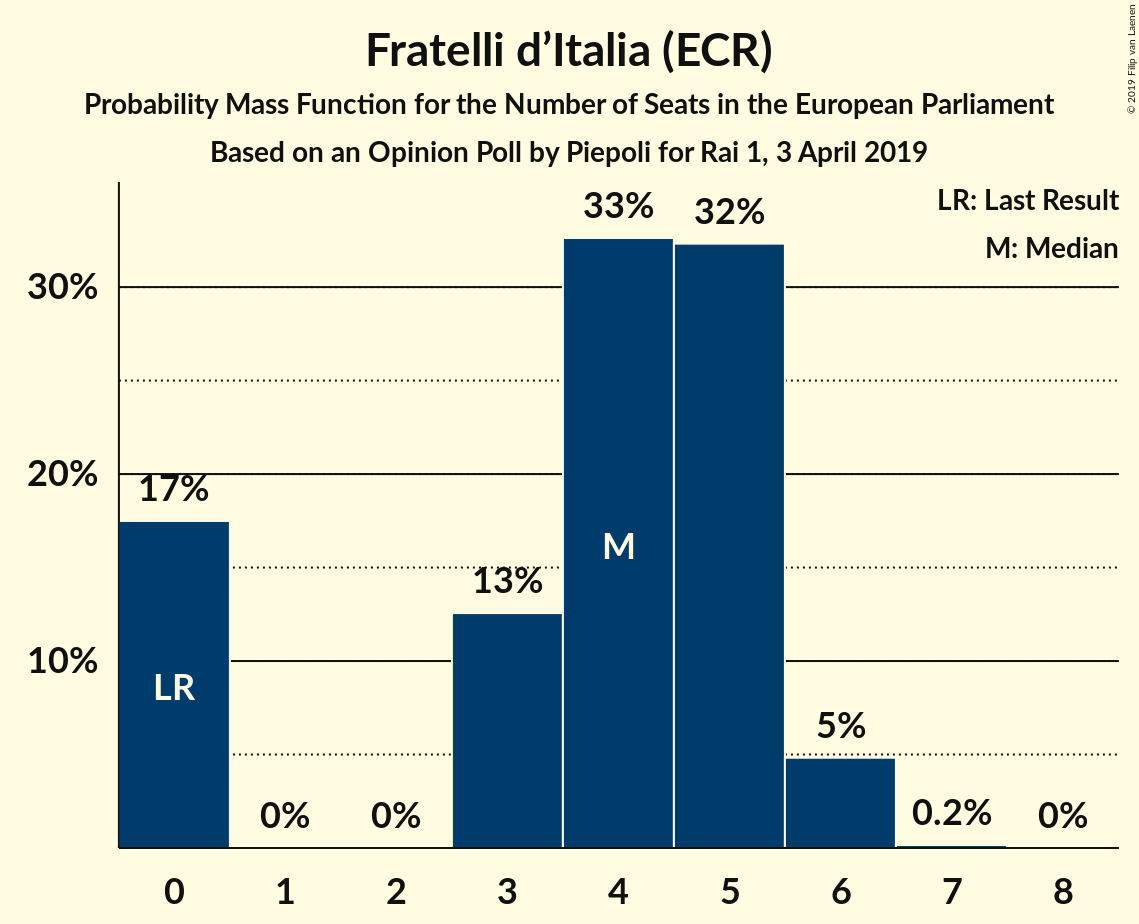 Fratelli d’Italia (ECR)
Probability Mass Function for the Number of Seats in the European Parliament
Based on an Opinion Poll by Piepoli for Rai 1, 3 April 2019
© 2019 Filip van Laenen
LR: Last Result
M: Median
30%
20%
10%
17%
0%
0%
13%
33%
32%
5%
0.2%
0%
LR
M
0 1 2 3 4 5 6 7 8